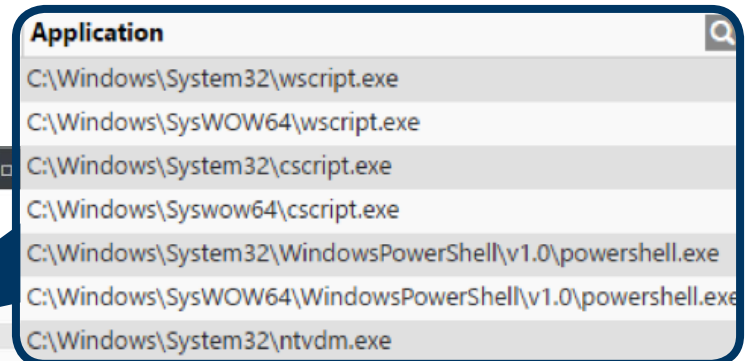 Application
C:\Windows\System32\wscript.exe
C:\Windows\SysWOW64\wscript.exe
C:\Windows\System32\cscript.exe
C:\Windows\Syswow64\cscript.exe
C:\Windows\System32\WindowsPowerShell\v1.0\powershell.exe
C:\Windows\SysWOW64\WindowsPowerShell\v1.0\powershell.exe
C:\Windows\System32\ntvdm.exe